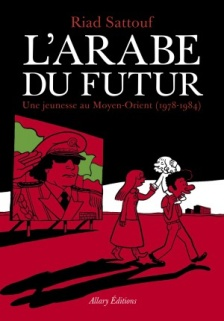 Riad Sattouf
L'ARABE
DU FUTUR
Une jeunesse au Moyen-Orient (1978-1984)
Allary Éditions